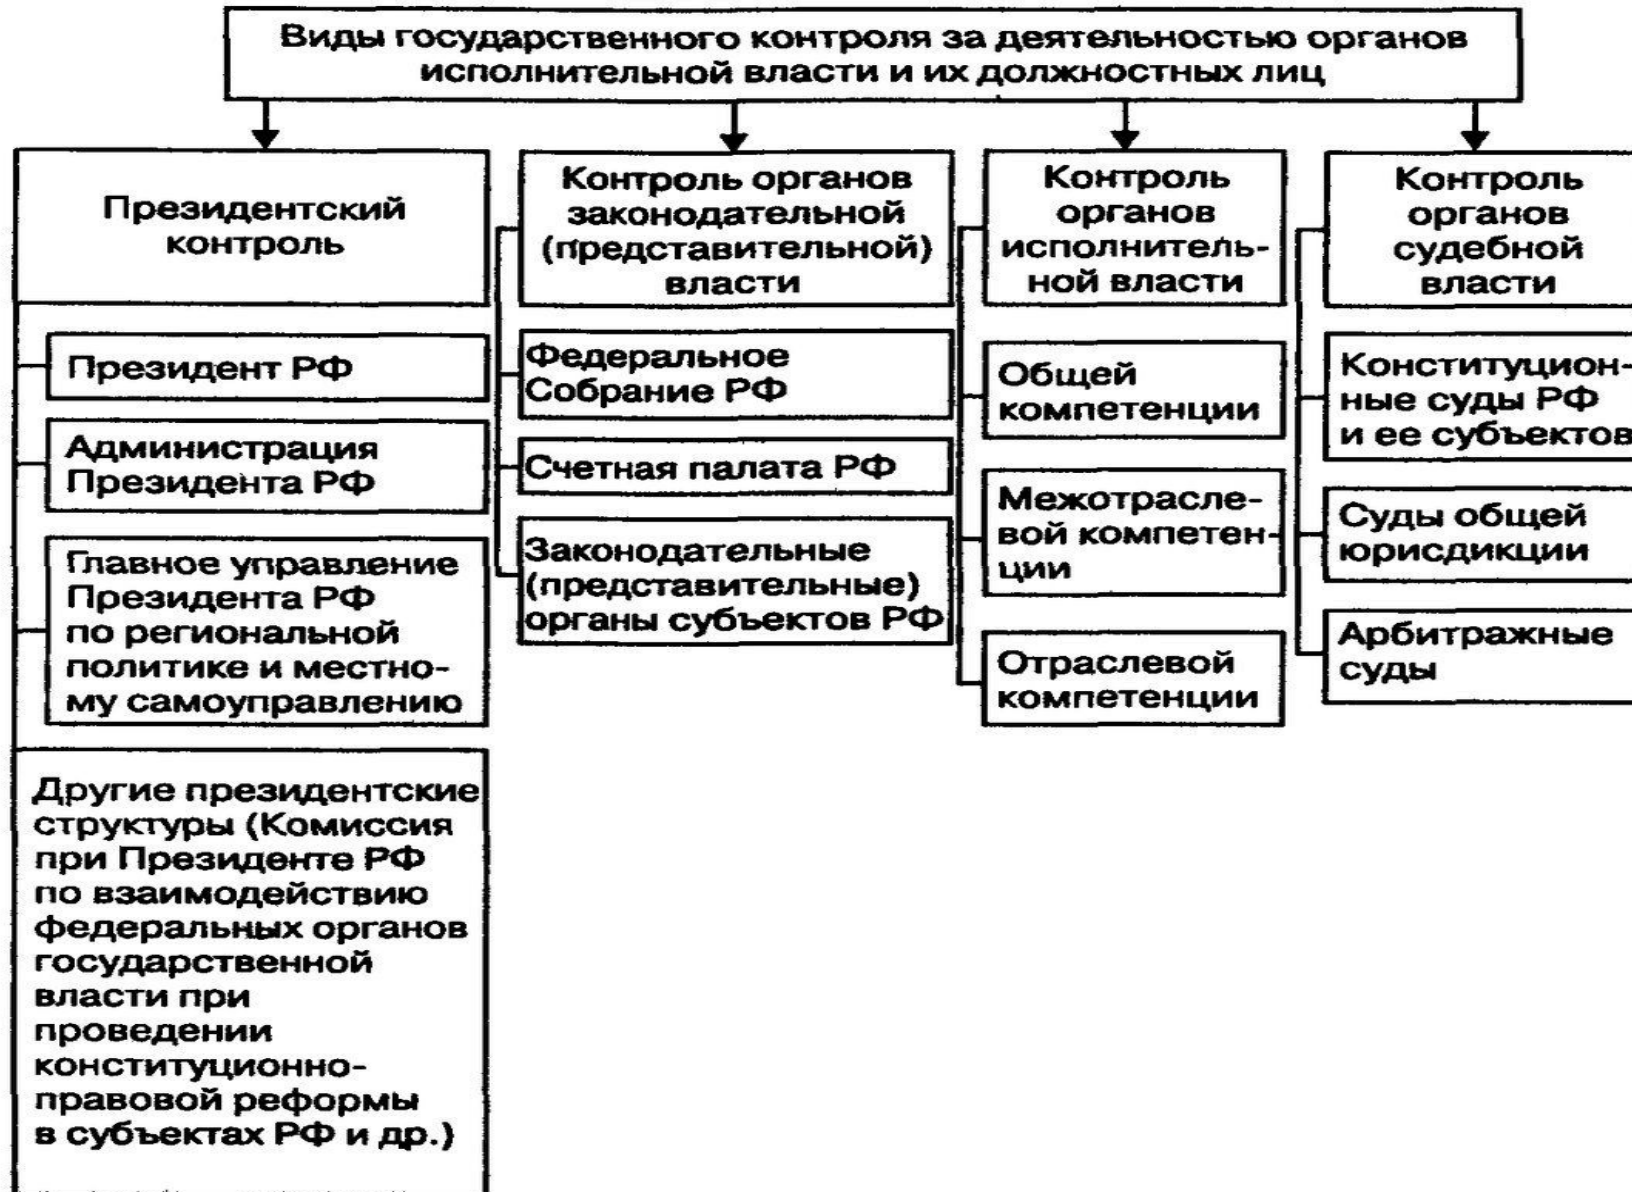 Виды государственного контроля за деятельностью органов
исполнительной власти и их должностных лиц
Президентский
контроль
Президент РФ
Администрация
Президента РФ
Главное управление
Президента РФ
по региональной
политике и местно-
му самоуправлению
Другие президентские
структуры (Комиссия
при Президенте РФ
по взаимодействию
федеральных органов
государственной
власти при
проведении
конституционно-
правовой реформы
в субъектах РФ и др.)
Контроль органов
законодательной
(представительной)
власти
Федеральное
Собрание РФ
Счетная палата РФ
Законодательные
(представительные)
органы субъектов РФ
Контроль
органов
исполнитель-
ной власти
Общей
компетенции
Межотрасле-
вой компетен-
ции
Отраслевой
компетенции
Контроль
органов
судебной
власти
Конституцион-
ные суды РФ
и ее субъектов
Суды общей
юрисдикции
Арбитражные
суды